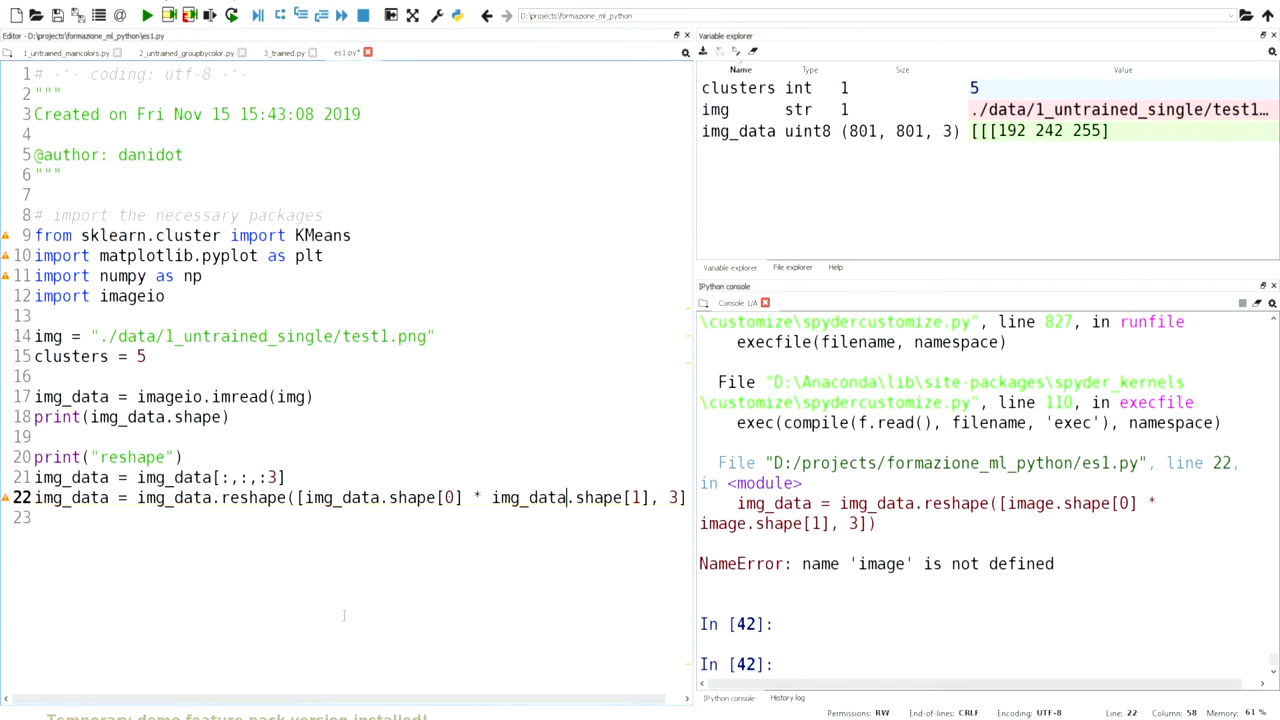 D:\projects\formazione_ml_python
Editor - D:\projects\formazione_ml_python\es1.py
1_untrained_maincolors.py
2_untrained_groupbycolor.py
3_trained.py
es1.py*
1 # -*- coding: utf-8 -*-
2 """
3 Created on Fri Nov 15 15:43:08 2019
4
5 @author: danidot
6 """
7
8 # import the necessary packages
9 from sklearn.cluster import KMeans
10 import matplotlib.pyplot as plt
11 import numpy as np
12 import imageio
13
14 img = "./data/1_untrained_single/test1.png"
15 clusters = 5
16
17 img_data = imageio.imread(img)
18 print(img_data.shape)
19
20 print("reshape")
21 img_data = img_data[:,:,:3]
22 img_data = img_data.reshape([img_data.shape[0] * img_data.shape[1], 3]
23
Variable explorer
Name Type Size Value
clusters int 1 5
img str 1 ./data/1_untrained_single/test1…
img_data uint8 (801, 801, 3) [[[192 242 255]
Variable explorer File explorer Help
IPython console
Console 1/A
\customize\spydercustomize.py", line 827, in runfile
execfile(filename, namespace)
File "D:\Anaconda\lib\site-packages\spyder_kernels
\customize\spydercustomize.py", line 110, in execfile
exec(compile(f.read(), filename, 'exec'), namespace)
File "D:/projects/formazione_ml_python/es1.py", line 22,
in <module>
img_data = img_data.reshape([image.shape[0] *
image.shape[1], 3])
NameError: name 'image' is not defined
In [42]:
In [42]:
IPython console History log
Permissions: RW End-of-lines: CRLF Encoding: UTF-8 Line: 22 Column: 58 Memory: 61 %
Temporary demo feature pack version installed!